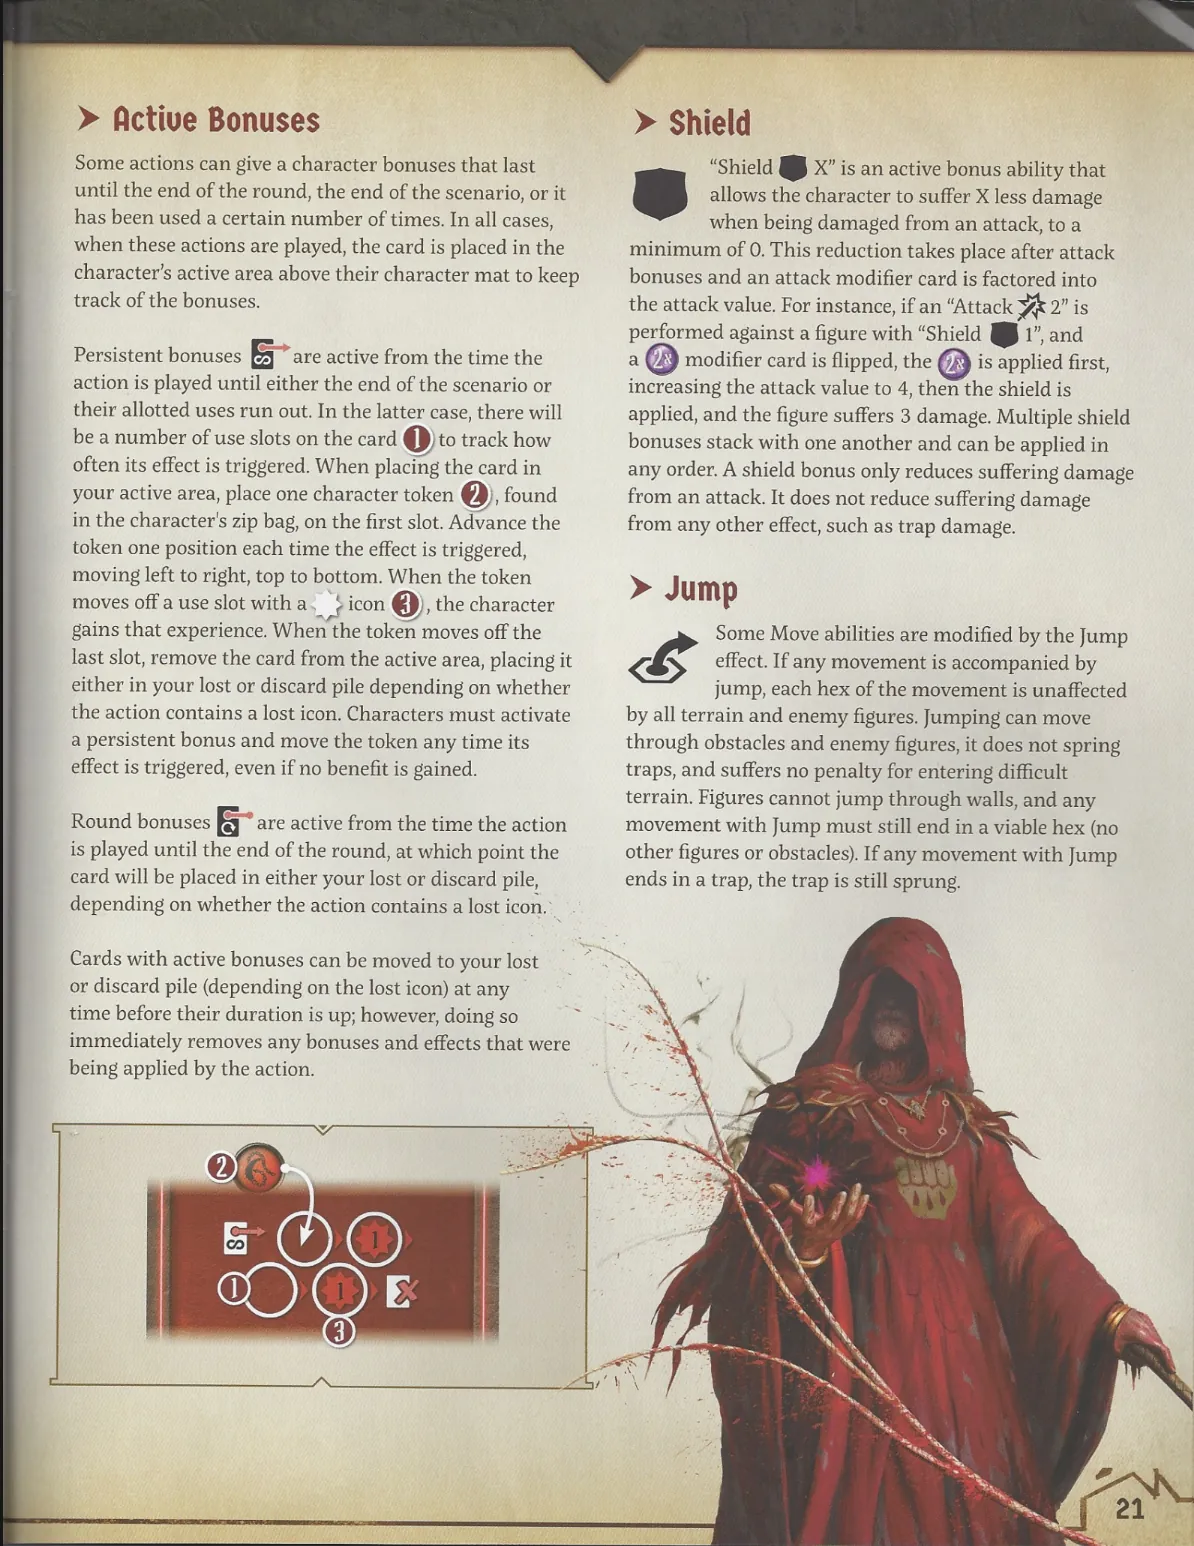 Active Bonuses
Some actions can give a character bonuses that last
until the end of the round, the end of the scenario, or it
has been used a certain number of times. In all cases,
when these actions are played, the card is placed in the
character's active area above their character mat to keep
track of the bonuses.
Persistent bonuses are active from the time the
action is played until either the end of the scenario or
their allotted uses run out. In the latter case, there will
be a number of use slots on the card 1 to track how
often its effect is triggered. When placing the card in
your active area, place one character token 2, found
in the character's zip bag, on the first slot. Advance the
token one position each time the effect is triggered,
moving left to right, top to bottom. When the token
moves off a use slot with a icon 3, the character
gains that experience. When the token moves off the
last slot, remove the card from the active area, placing it
either in your lost or discard pile depending on whether
the action contains a lost icon. Characters must activate
a persistent bonus and move the token any time its
effect is triggered, even if no benefit is gained.
Round bonuses are active from the time the action
is played until the end of the round, at which point the
card will be placed in either your lost or discard pile,
depending on whether the action contains a lost icon.
Cards with active bonuses can be moved to your lost
or discard pile (depending on the lost icon) at any
time before their duration is up; however, doing so
immediately removes any bonuses and effects that were
being applied by the action.
2
1
1
1
3
Shield
“Shield X” is an active bonus ability that
allows the character to suffer X less damage
when being damaged from an attack, to a
minimum of 0. This reduction takes place after attack
bonuses and an attack modifier card is factored into
the attack value. For instance, if an “Attack 2” is
performed against a figure with “Shield 1”, and
a 2x modifier card is flipped, the 2x is applied first,
increasing the attack value to 4, then the shield is
applied, and the figure suffers 3 damage. Multiple shield
bonuses stack with one another and can be applied in
any order. A shield bonus only reduces suffering damage
from an attack. It does not reduce suffering damage
from any other effect, such as trap damage.
Jump
Some Move abilities are modified by the Jump
effect. If any movement is accompanied by
jump, each hex of the movement is unaffected
by all terrain and enemy figures. Jumping can move
through obstacles and enemy figures, it does not spring
traps, and suffers no penalty for entering difficult
terrain. Figures cannot jump through walls, and any
movement with Jump must still end in a viable hex (no
other figures or obstacles). If any movement with Jump
ends in a trap, the trap is still sprung.
21